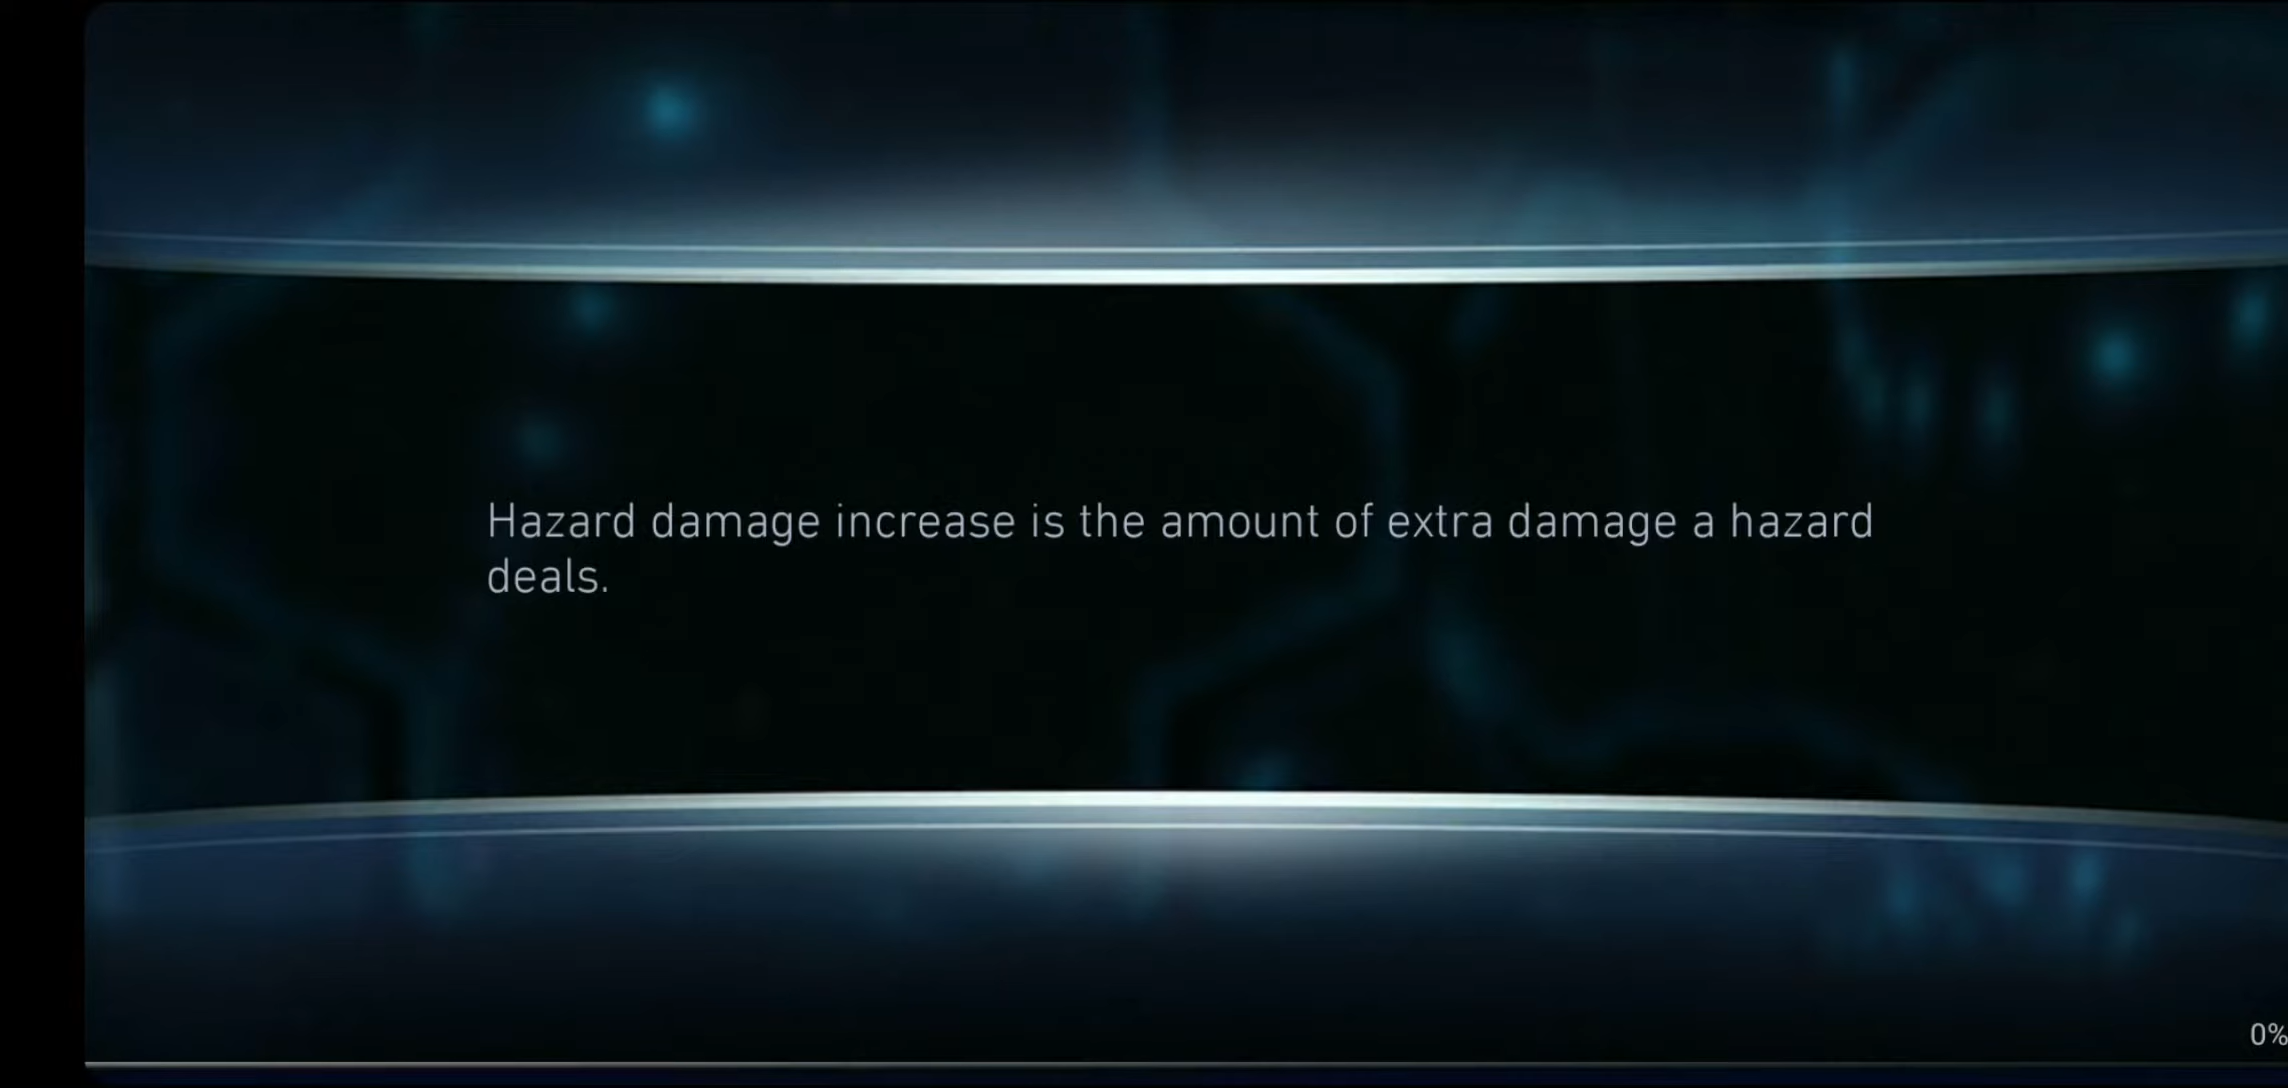 Hazard damage increase is the amount of extra damage a hazard
deals.
0%